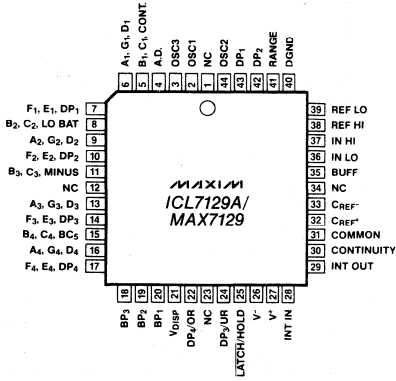 A₁, G₁, D₁
B₁, C₁, CONT.
A.D.
OSC3
OSC1
NC
OSC2
DP₁
DP₂
RANGE
DGND
6 5 4 3 2 1 44 43 42 41 40
F₁, E₁, DP₁ 7
B₂, C₂, LO BAT 8
A₂, G₂, D₂ 9
F₂, E₂, DP₂ 10
B₃, C₃, MINUS 11
NC 12
A₃, G₃, D₃ 13
F₃, E₃, DP₃ 14
B₄, C₄, BC₅ 15
A₄, G₄, D₄ 16
F₄, E₄, DP₄ 17
MAXIM
ICL7129A/
MAX7129
39 REF LO
38 REF HI
37 IN HI
36 IN LO
35 BUFF
34 NC
33 CREF⁻
32 CREF⁺
31 COMMON
30 CONTINUITY
29 INT OUT
18 19 20 21 22 23 24 25 26 27 28
BP₃
BP₂
BP₁
VDISP
DP₄/OR
NC
DP₃/UR
LATCH/HOLD
V⁻
V⁺
INT IN